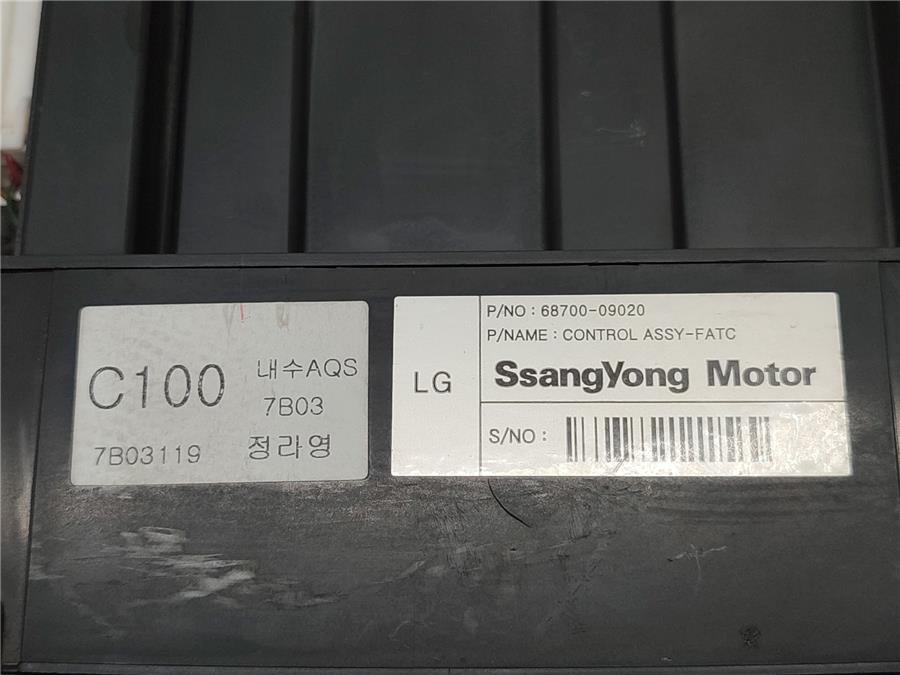 C100
내수AQS
7B03
7B03119
정라영
LG
P/NO : 68700-09020
P/NAME : CONTROL ASSY-FATC
SsangYong Motor
S/NO :